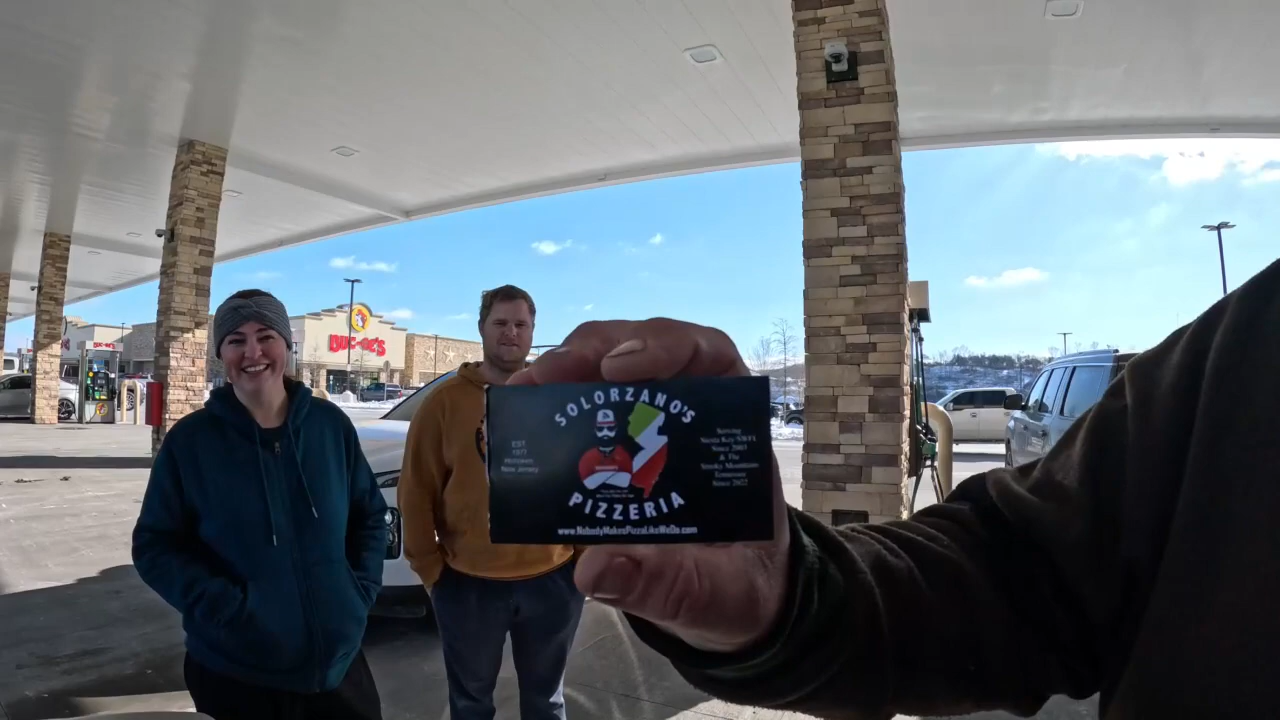 BUC-EE'S
SOLORZANO'S
EST.
1977
New Jersey
Serving
Siesta Key SWFL
Since 2003
& The
Smoky Mountains
Tennessee
Since 2022
PIZZERIA
www.NobodyMakesPizzaLikeWeDo.com